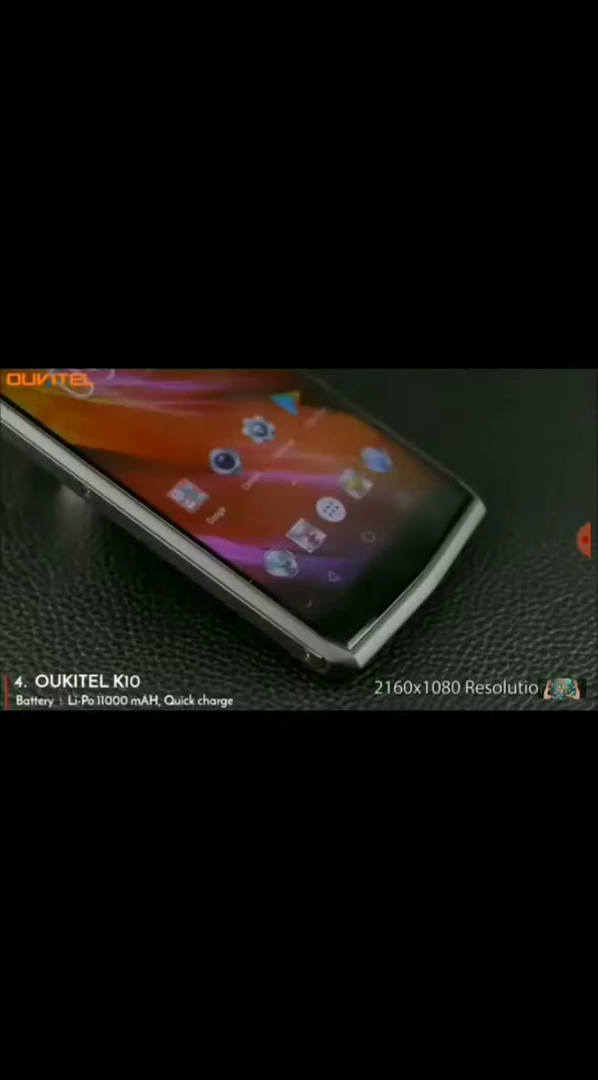 OUKITEL
4. OUKITEL K10
Battery : Li-Po 11000 mAH, Quick charge
2160x1080 Resolutio